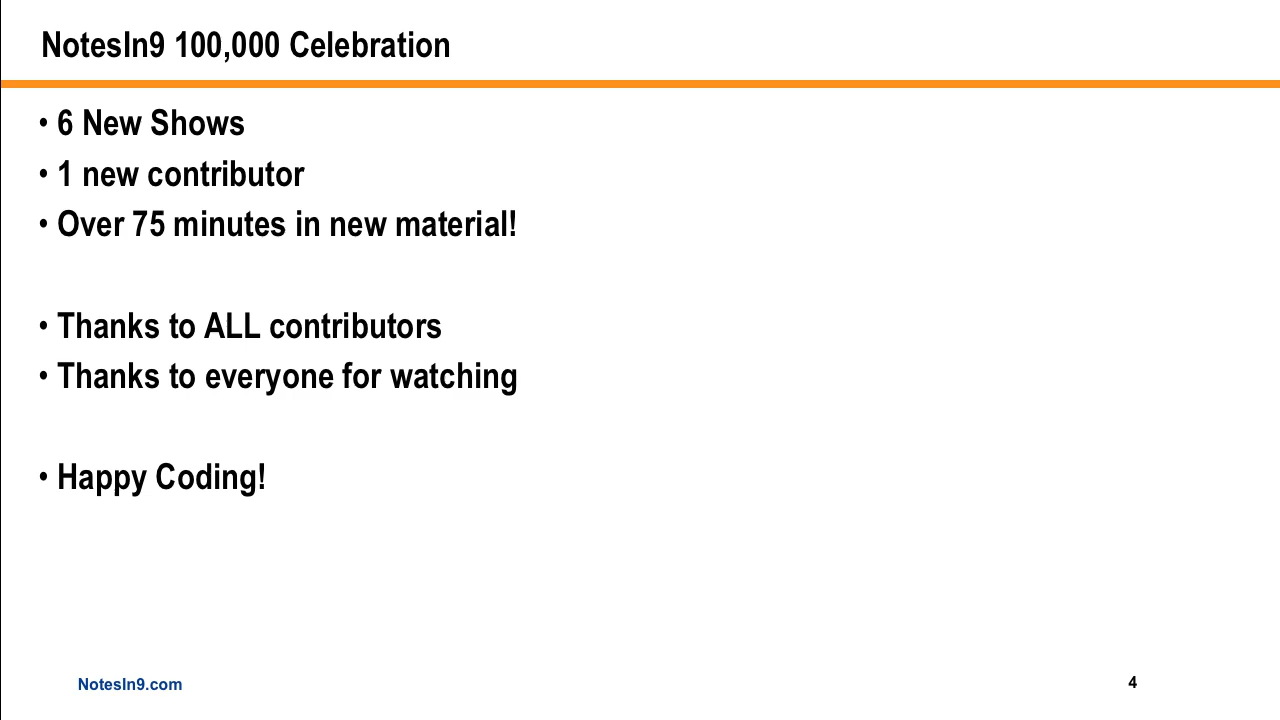 NotesIn9 100,000 Celebration
• 6 New Shows
• 1 new contributor
• Over 75 minutes in new material!
• Thanks to ALL contributors
• Thanks to everyone for watching
• Happy Coding!
NotesIn9.com
4